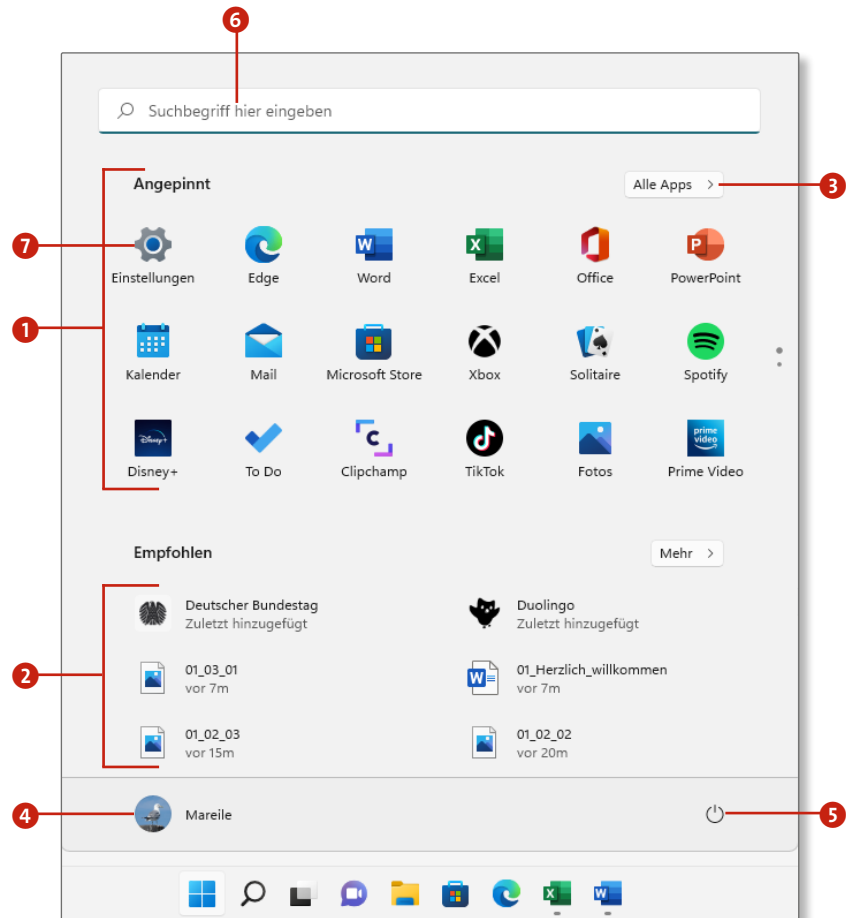 6
Suchbegriff hier eingeben
1
Angepinnt
Alle Apps
3
7
Einstellungen
Edge
Word
Excel
Office
PowerPoint
Kalender
Mail
Microsoft Store
Xbox
Solitaire
Spotify
Disney+
To Do
Clipchamp
TikTok
Fotos
prime
video
Prime Video
Empfohlen
Mehr
2
Deutscher Bundestag
Zuletzt hinzugefügt
Duolingo
Zuletzt hinzugefügt
01_03_01
vor 7m
01_Herzlich_willkommen
vor 7m
01_02_03
vor 15m
01_02_02
vor 20m
4
Mareile
5